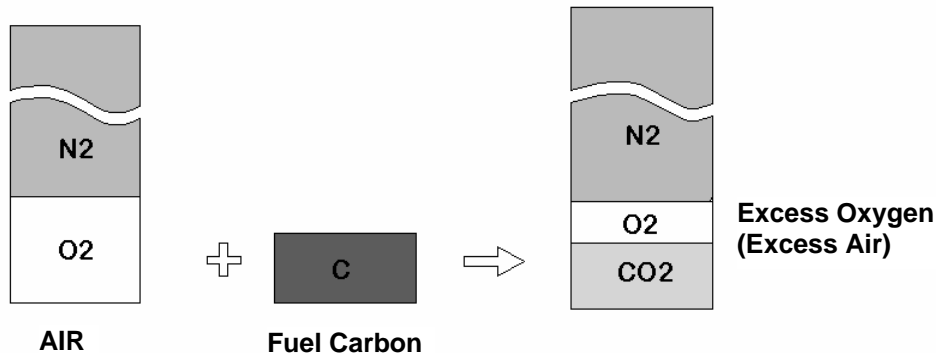 N2
O2
AIR
C
Fuel Carbon
N2
O2
CO2
Excess Oxygen
(Excess Air)